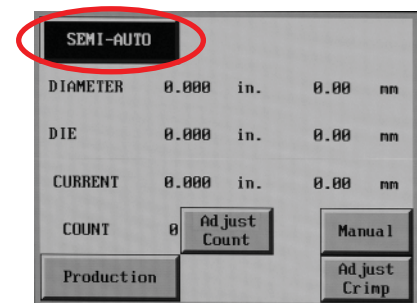 SEMI-AUTO
DIAMETER 0.000 in. 0.00 mm
DIE 0.000 in. 0.00 mm
CURRENT 0.000 in. 0.00 mm
COUNT 0 Adjust Count Manual
Production Adjust Crimp